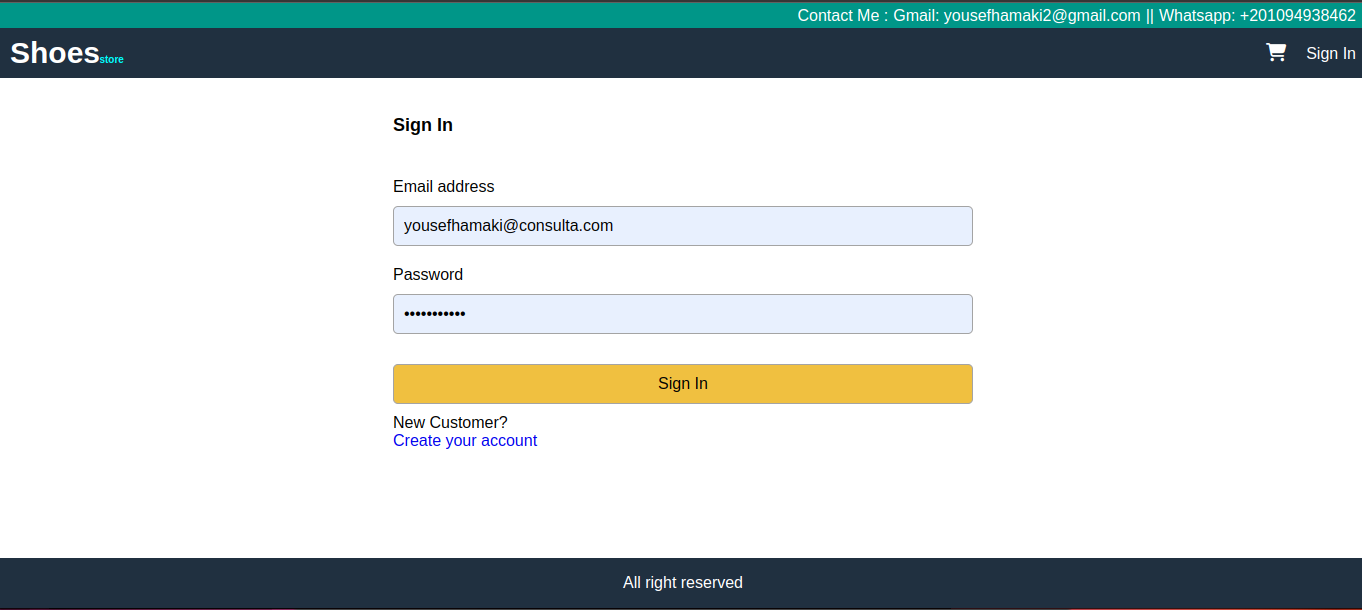 Contact Me : Gmail: yousefhamaki2@gmail.com || Whatsapp: +201094938462
Shoesstore
Sign In
Sign In
Email address
yousefhamaki@consulta.com
Password
•••••••••••
Sign In
New Customer?
Create your account
All right reserved